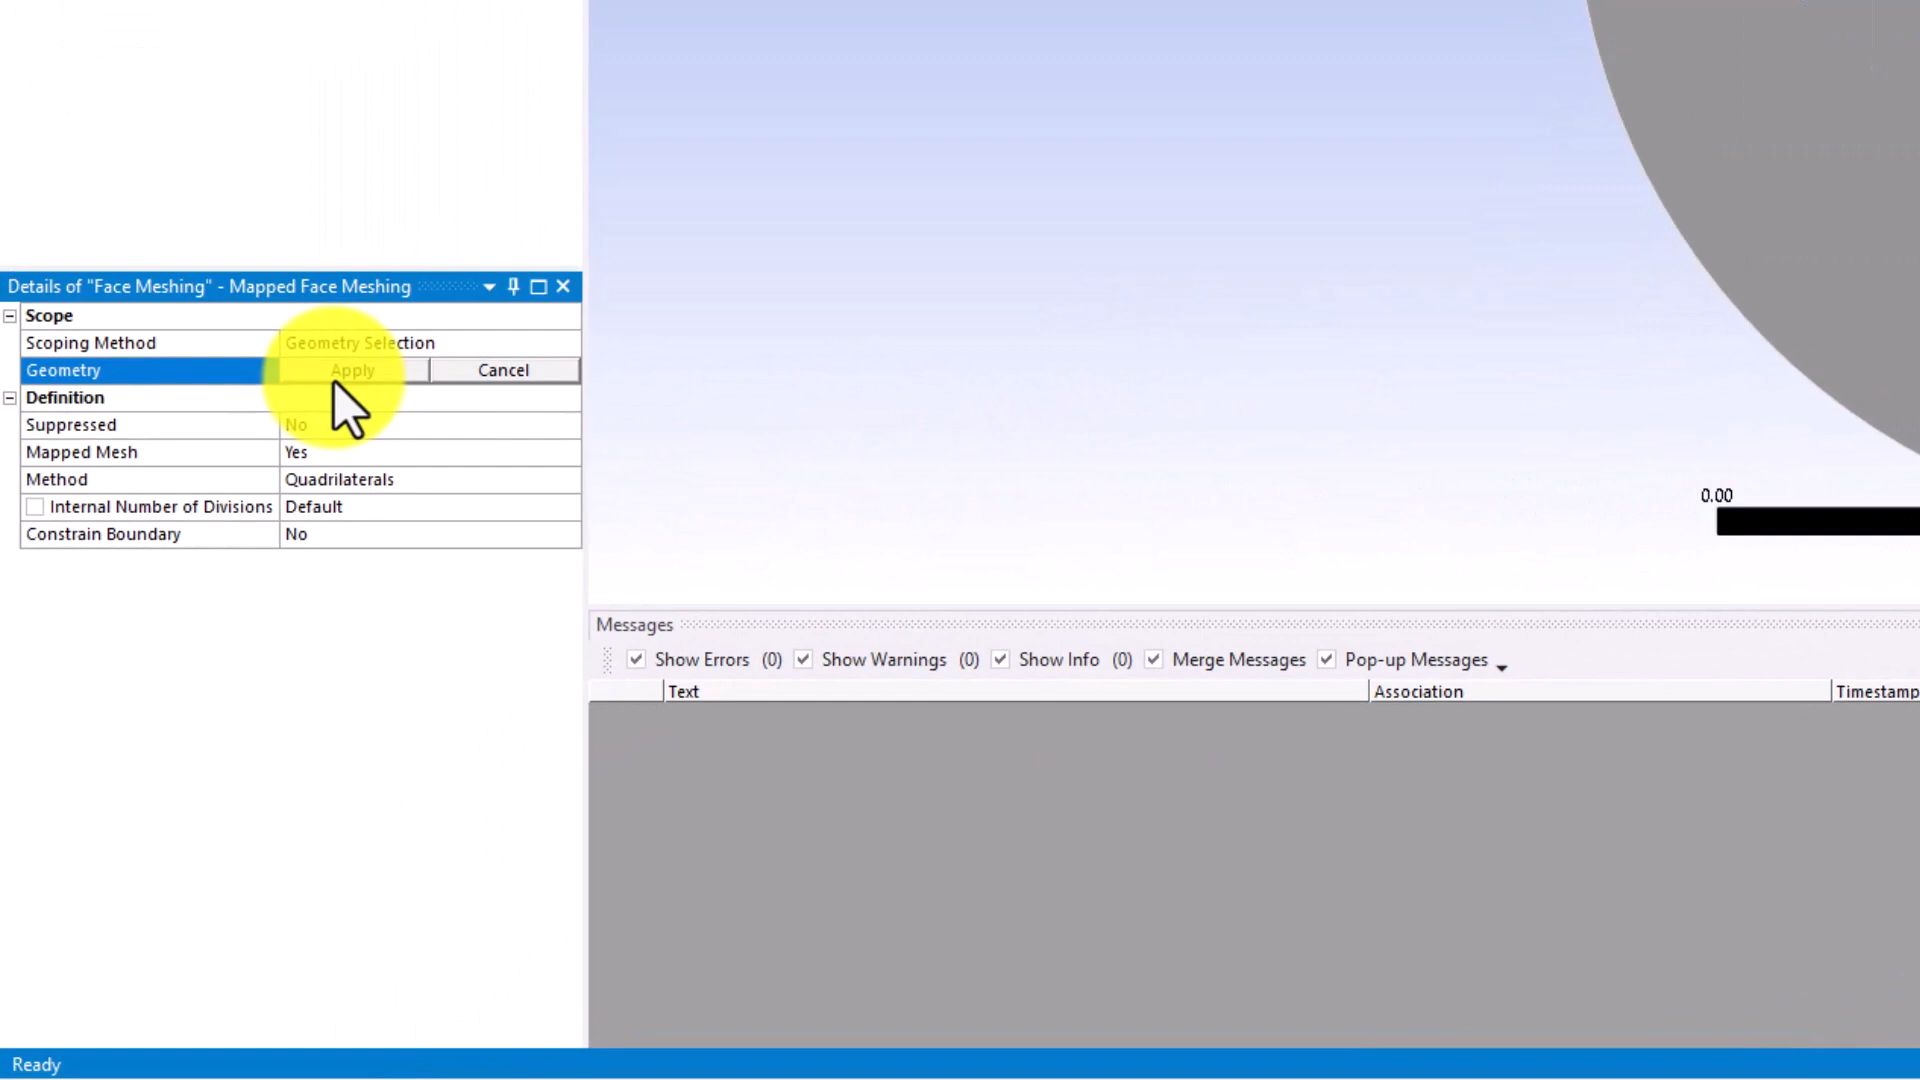 Details of "Face Meshing" - Mapped Face Meshing
Scope
Scoping Method Geometry Selection
Geometry Apply Cancel
Definition
Suppressed No
Mapped Mesh Yes
Method Quadrilaterals
Internal Number of Divisions Default
Constrain Boundary No
0.00
Messages
Show Errors (0) Show Warnings (0) Show Info (0) Merge Messages Pop-up Messages
Text Association Timestamp
Ready